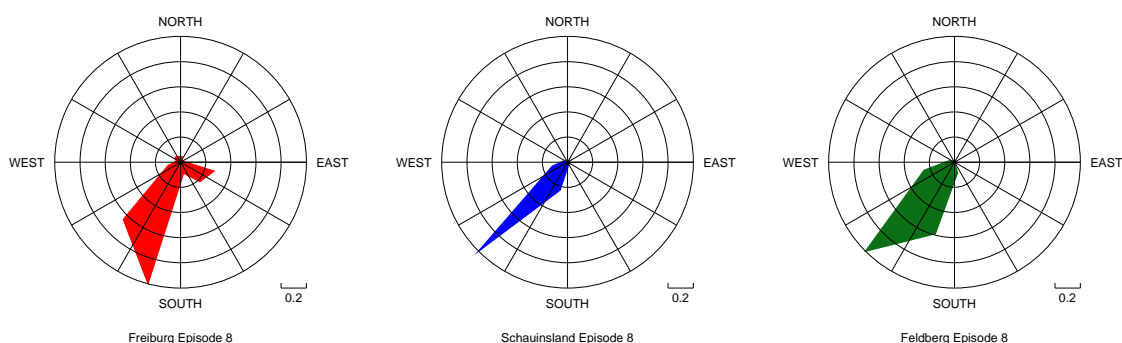 NORTH
WEST
EAST
SOUTH
0.2
Freiburg Episode 8
NORTH
WEST
EAST
SOUTH
0.2
Schauinsland Episode 8
NORTH
WEST
EAST
SOUTH
0.2
Feldberg Episode 8